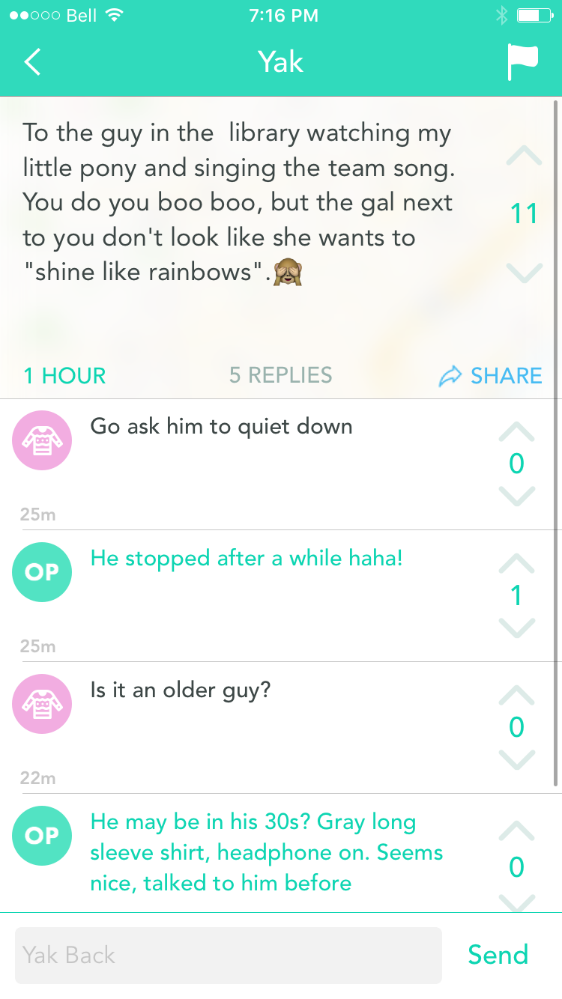 Bell 7:16 PM
Yak
To the guy in the  library watching my
little pony and singing the team song.
You do you boo boo, but the gal next
to you don't look like she wants to
"shine like rainbows".🙈
11
1 HOUR 5 REPLIES SHARE
Go ask him to quiet down
0
25m
OP He stopped after a while haha!
1
25m
Is it an older guy?
0
22m
OP He may be in his 30s? Gray long
sleeve shirt, headphone on. Seems
nice, talked to him before
0
Yak Back Send